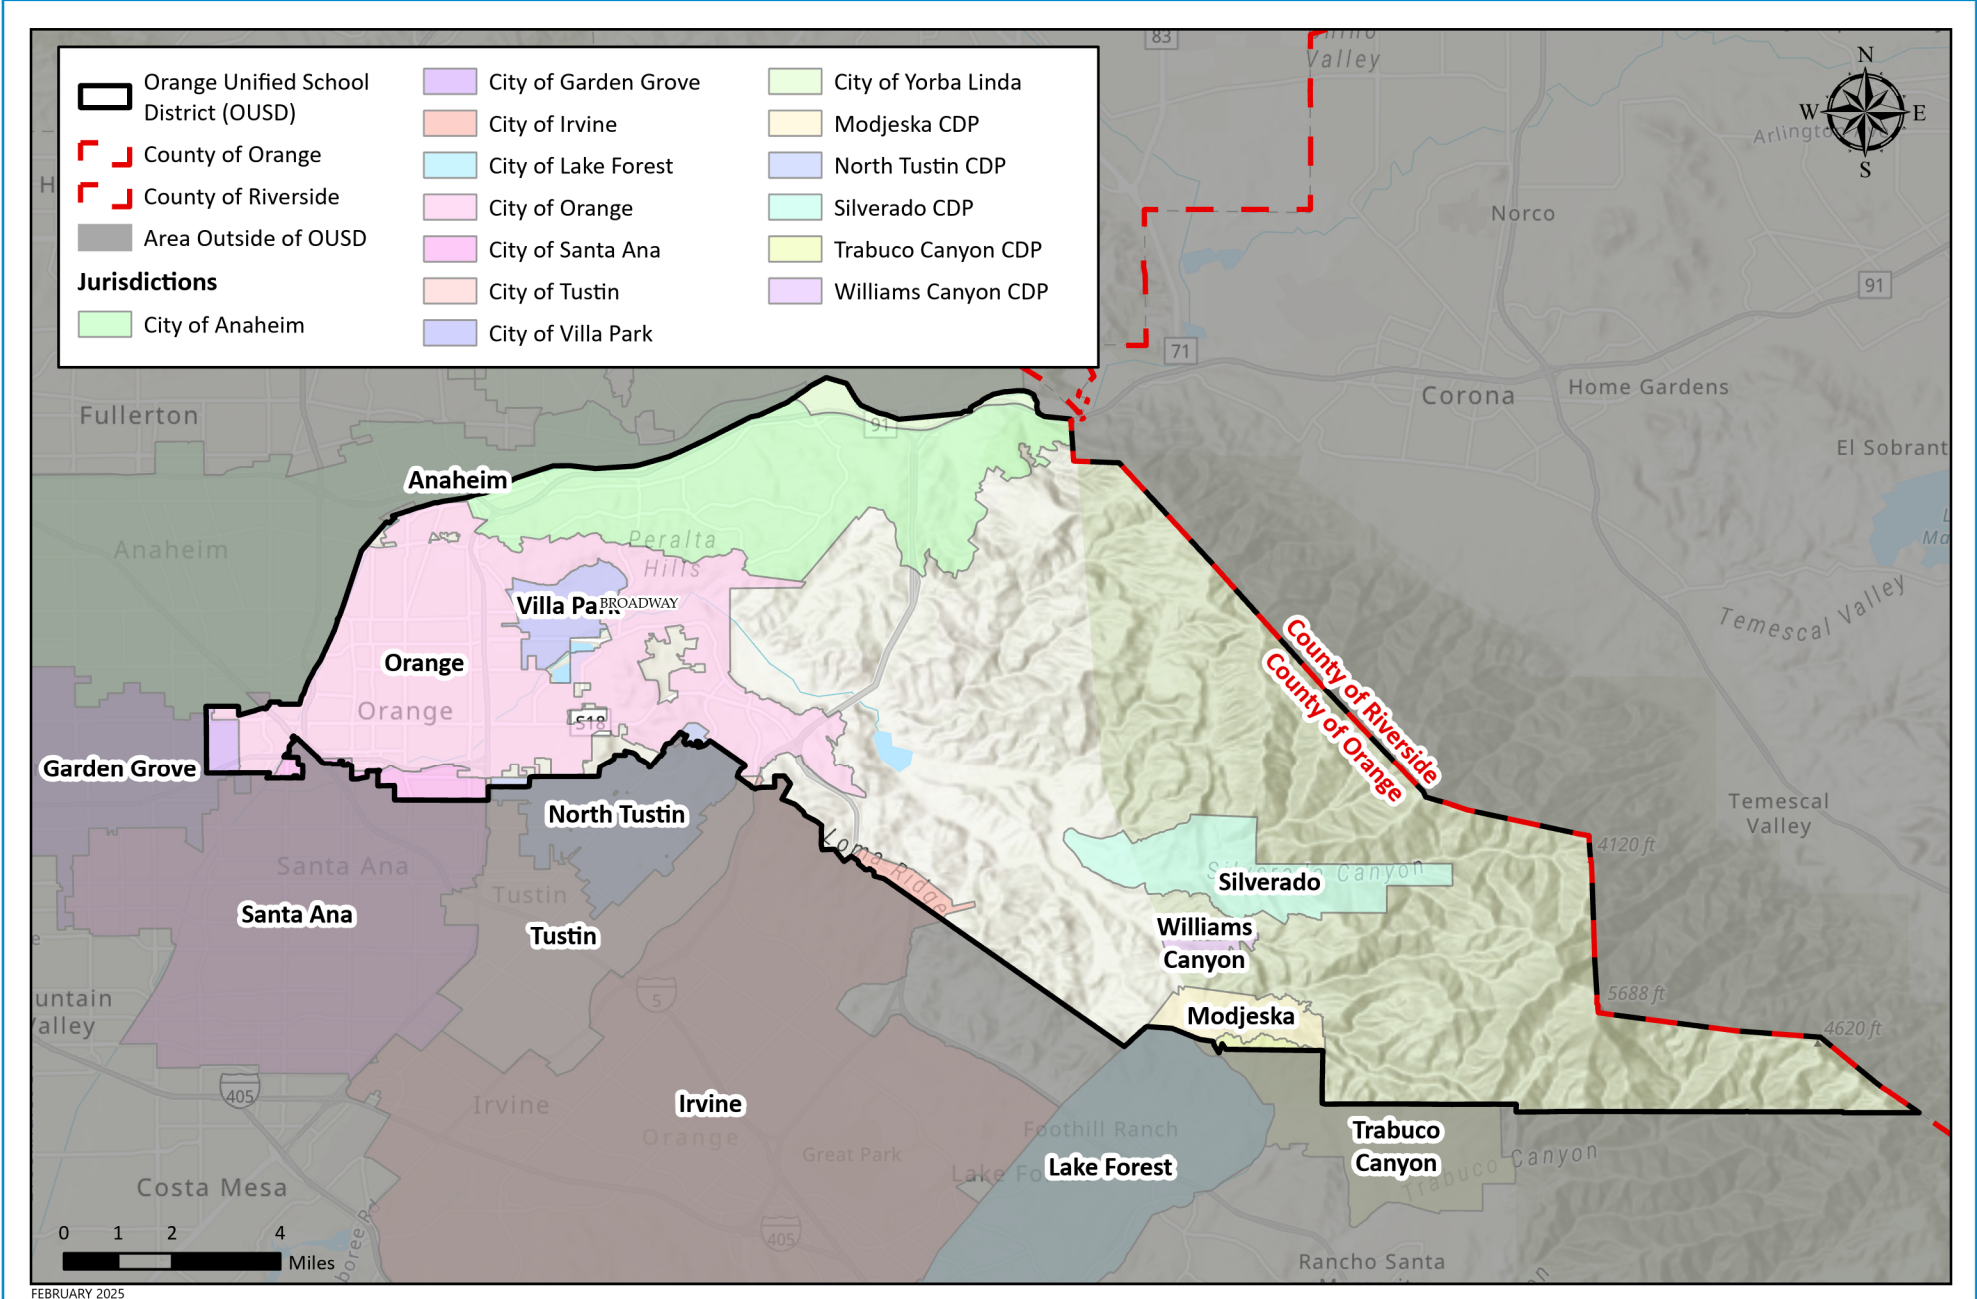 Orange Unified School
District (OUSD)
County of Orange
County of Riverside
Area Outside of OUSD
Jurisdictions
City of Anaheim
City of Garden Grove
City of Irvine
City of Lake Forest
City of Orange
City of Santa Ana
City of Tustin
City of Villa Park
City of Yorba Linda
Modjeska CDP
North Tustin CDP
Silverado CDP
Trabuco Canyon CDP
Williams Canyon CDP
83
Valley
N
W
E
S
Norco
91
71
Corona
Home Gardens
El Sobrant
Fullerton
91
Anaheim
Anaheim
Peralta
Hills
Villa Park
BROADWAY
Temescal Valley
Orange
Orange
S18
County of Riverside
County of Orange
Garden Grove
North Tustin
Temescal
Valley
4120 ft
Loma Ridge
Santa Ana
Santa Ana
Tustin
Tustin
Silverado Canyon
Silverado
Williams
Canyon
5
5688 ft
4620 ft
untain
Valley
Modjeska
405
Irvine
Irvine
Orange
Great Park
Foothill Ranch
Lake Fo
Lake Forest
Trabuco
Canyon
Trabuco Canyon
Costa Mesa
405
Rancho Santa
0
1
2
4
Miles
FEBRUARY 2025